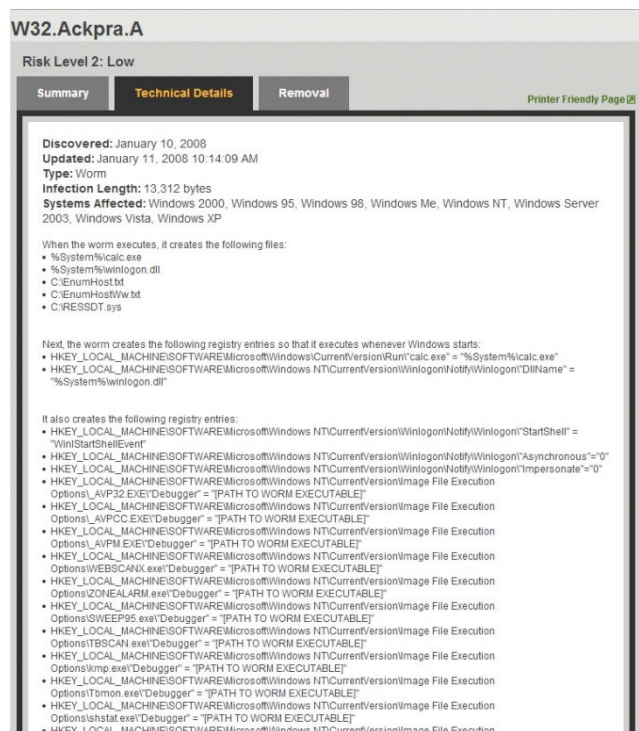 W32.Ackpra.A
Risk Level 2: Low
Summary
Technical Details
Removal
Printer Friendly Page
Discovered: January 10, 2008
Updated: January 11, 2008 10:14:09 AM
Type: Worm
Infection Length: 13,312 bytes
Systems Affected: Windows 2000, Windows 95, Windows 98, Windows Me, Windows NT, Windows Server
2003, Windows Vista, Windows XP
When the worm executes, it creates the following files:
• %System%\calc.exe
• %System%\winlogon.dll
• C:\EnumHost.txt
• C:\EnumHostWw.txt
• C:\RESSDT.sys
Next, the worm creates the following registry entries so that it executes whenever Windows starts:
• HKEY_LOCAL_MACHINE\SOFTWARE\Microsoft\Windows\CurrentVersion\Run\"calc.exe" = "%System%\calc.exe"
• HKEY_LOCAL_MACHINE\SOFTWARE\Microsoft\Windows NT\CurrentVersion\Winlogon\Notify\Winlogon\"DllName" =
"%System%\winlogon.dll"
It also creates the following registry entries:
• HKEY_LOCAL_MACHINE\SOFTWARE\Microsoft\Windows NT\CurrentVersion\Winlogon\Notify\Winlogon\"StartShell" =
"WinlStartShellEvent"
• HKEY_LOCAL_MACHINE\SOFTWARE\Microsoft\Windows NT\CurrentVersion\Winlogon\Notify\Winlogon\"Asynchronous"="0"
• HKEY_LOCAL_MACHINE\SOFTWARE\Microsoft\Windows NT\CurrentVersion\Winlogon\Notify\Winlogon\"Impersonate"="0"
• HKEY_LOCAL_MACHINE\SOFTWARE\Microsoft\Windows NT\CurrentVersion\Image File Execution
Options\_AVP32.EXE\"Debugger" = "[PATH TO WORM EXECUTABLE]"
• HKEY_LOCAL_MACHINE\SOFTWARE\Microsoft\Windows NT\CurrentVersion\Image File Execution
Options\_AVPCC.EXE\"Debugger" = "[PATH TO WORM EXECUTABLE]"
• HKEY_LOCAL_MACHINE\SOFTWARE\Microsoft\Windows NT\CurrentVersion\Image File Execution
Options\_AVPM.EXE\"Debugger" = "[PATH TO WORM EXECUTABLE]"
• HKEY_LOCAL_MACHINE\SOFTWARE\Microsoft\Windows NT\CurrentVersion\Image File Execution
Options\WEBSCANX.exe\"Debugger" = "[PATH TO WORM EXECUTABLE]"
• HKEY_LOCAL_MACHINE\SOFTWARE\Microsoft\Windows NT\CurrentVersion\Image File Execution
Options\ZONEALARM.exe\"Debugger" = "[PATH TO WORM EXECUTABLE]"
• HKEY_LOCAL_MACHINE\SOFTWARE\Microsoft\Windows NT\CurrentVersion\Image File Execution
Options\SWEEP95.exe\"Debugger" = "[PATH TO WORM EXECUTABLE]"
• HKEY_LOCAL_MACHINE\SOFTWARE\Microsoft\Windows NT\CurrentVersion\Image File Execution
Options\TBSCAN.exe\"Debugger" = "[PATH TO WORM EXECUTABLE]"
• HKEY_LOCAL_MACHINE\SOFTWARE\Microsoft\Windows NT\CurrentVersion\Image File Execution
Options\kmp.exe\"Debugger" = "[PATH TO WORM EXECUTABLE]"
• HKEY_LOCAL_MACHINE\SOFTWARE\Microsoft\Windows NT\CurrentVersion\Image File Execution
Options\Tbmon.exe\"Debugger" = "[PATH TO WORM EXECUTABLE]"
• HKEY_LOCAL_MACHINE\SOFTWARE\Microsoft\Windows NT\CurrentVersion\Image File Execution
Options\shstat.exe\"Debugger" = "[PATH TO WORM EXECUTABLE]"
• HKEY_LOCAL_MACHINE\SOFTWARE\Microsoft\Windows NT\CurrentVersion\Image File Execution